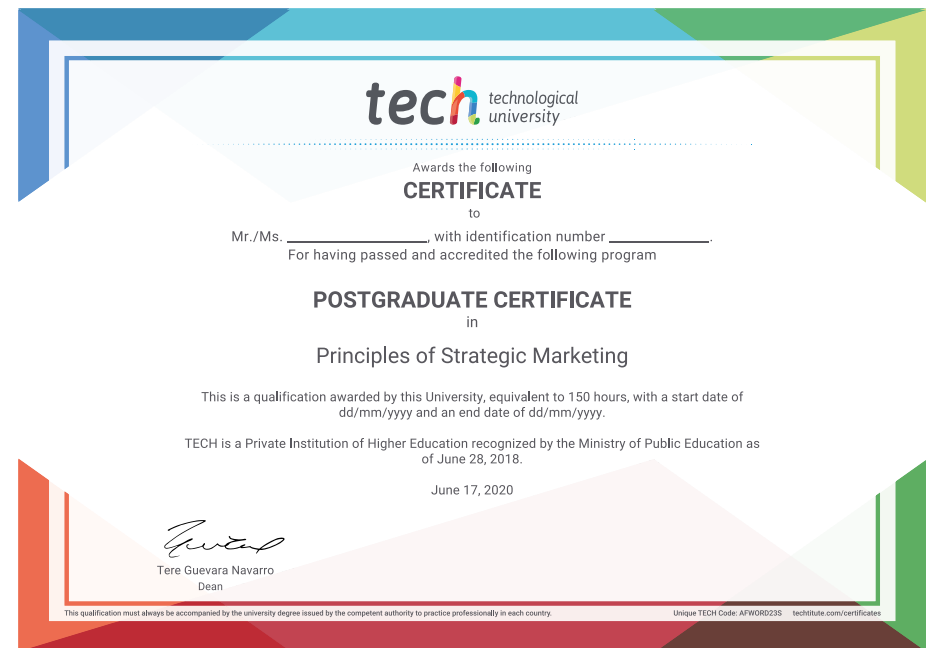 tech technological
university
Awards the following
CERTIFICATE
to
Mr./Ms. ____________________, with identification number ______________.
For having passed and accredited the following program
POSTGRADUATE CERTIFICATE
in
Principles of Strategic Marketing
This is a qualification awarded by this University, equivalent to 150 hours, with a start date of
dd/mm/yyyy and an end date of dd/mm/yyyy.
TECH is a Private Institution of Higher Education recognized by the Ministry of Public Education as
of June 28, 2018.
June 17, 2020
Tere Guevara Navarro
Dean
This qualification must always be accompanied by the university degree issued by the competent authority to practice professionally in each country. Unique TECH Code: AFWORD23S techtitute.com/certificates